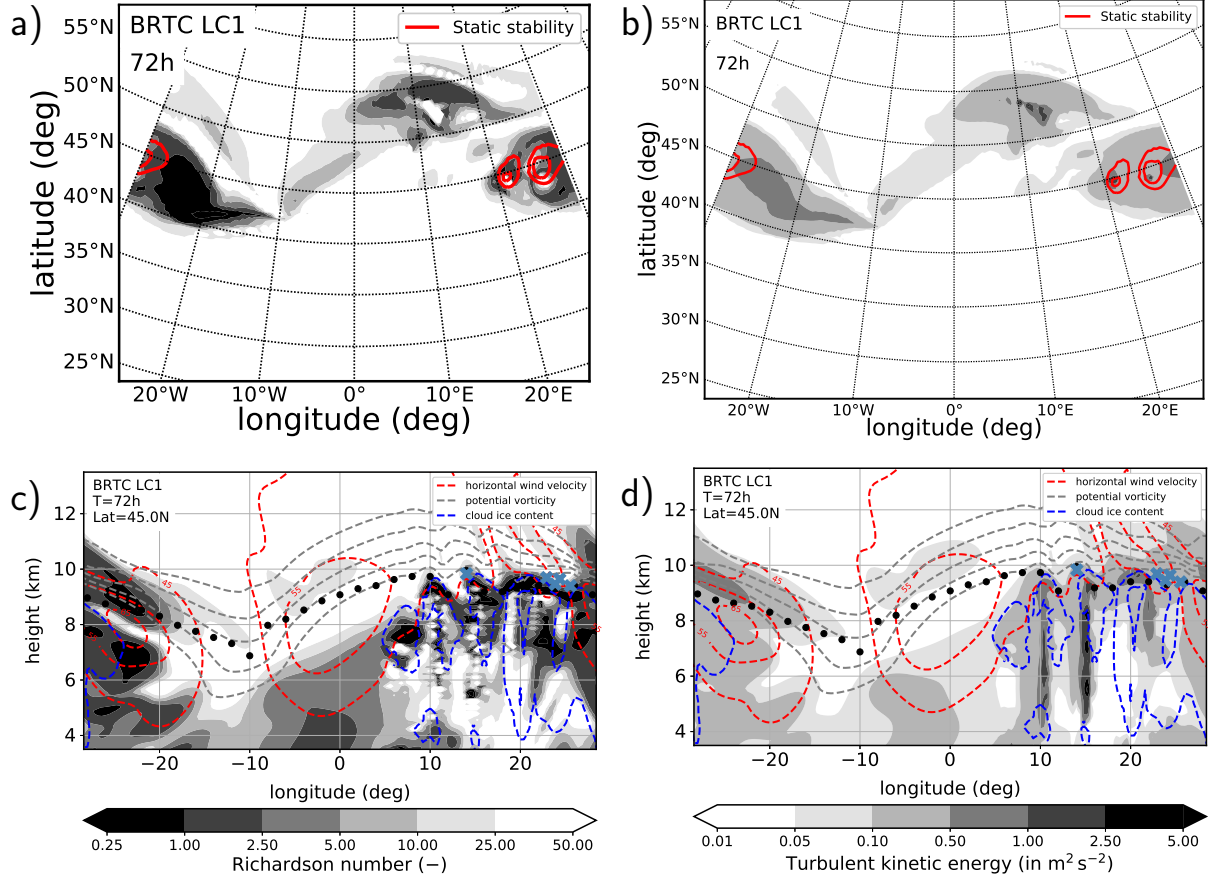 a)
BRTC LC1
72h
Static stability
55°N
50°N
45°N
40°N
35°N
30°N
25°N
latitude (deg)
20°W 10°W 0° 10°E 20°E
longitude (deg)
b)
BRTC LC1
72h
Static stability
55°N
50°N
45°N
40°N
35°N
30°N
25°N
latitude (deg)
20°W 10°W 0° 10°E 20°E
longitude (deg)
c)
BRTC LC1
T=72h
Lat=45.0N
horizontal wind velocity
potential vorticity
cloud ice content
12
10
8
6
4
height (km)
45
55
55
45
−20 −10 0 10 20
longitude (deg)
0.25 1.00 2.50 5.00 10.00 25.00 50.00
Richardson number (−)
d)
BRTC LC1
T=72h
Lat=45.0N
horizontal wind velocity
potential vorticity
cloud ice content
12
10
8
6
4
height (km)
45
65
55
55
45
−20 −10 0 10 20
longitude (deg)
0.01 0.05 0.10 0.50 1.00 2.50 5.00
Turbulent kinetic energy (in m² s⁻²)